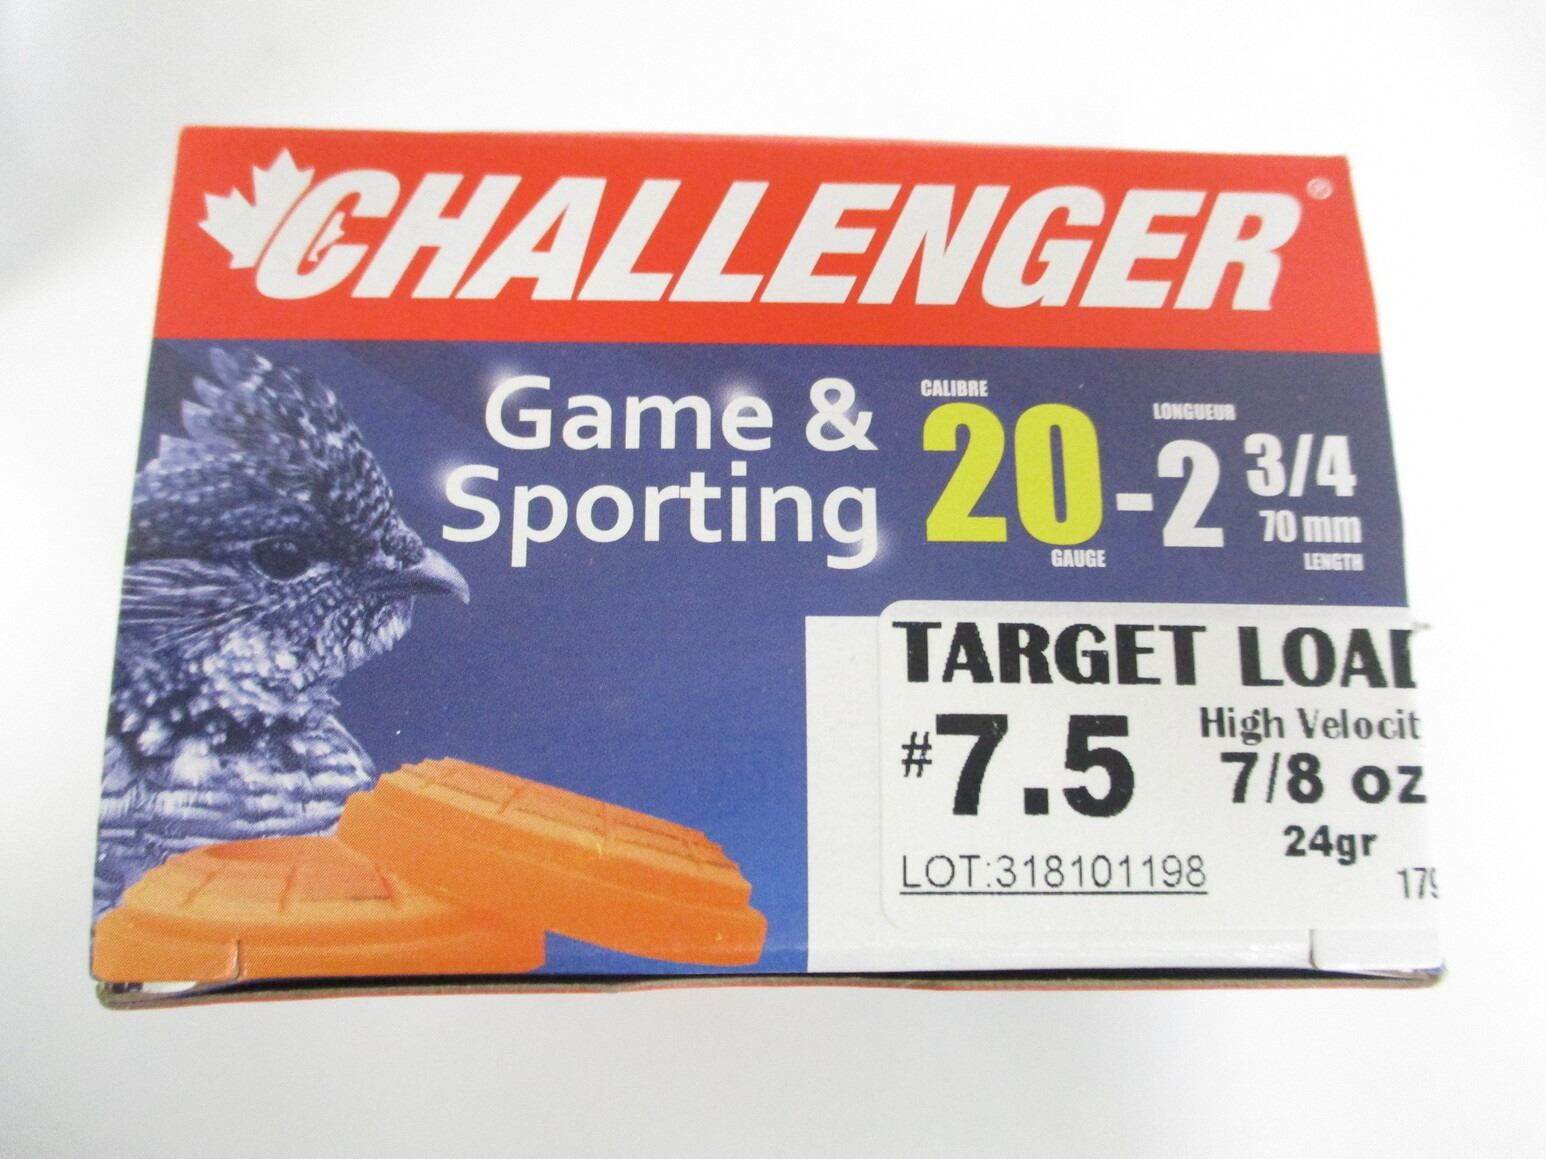 CHALLENGER®
Game &
Sporting
CALIBRE
20
GAUGE
LONGUEUR
-2 3/4
70 mm
LENGTH
TARGET LOAD
#7.5
High Velocit
7/8 oz
24gr
LOT:318101198
179